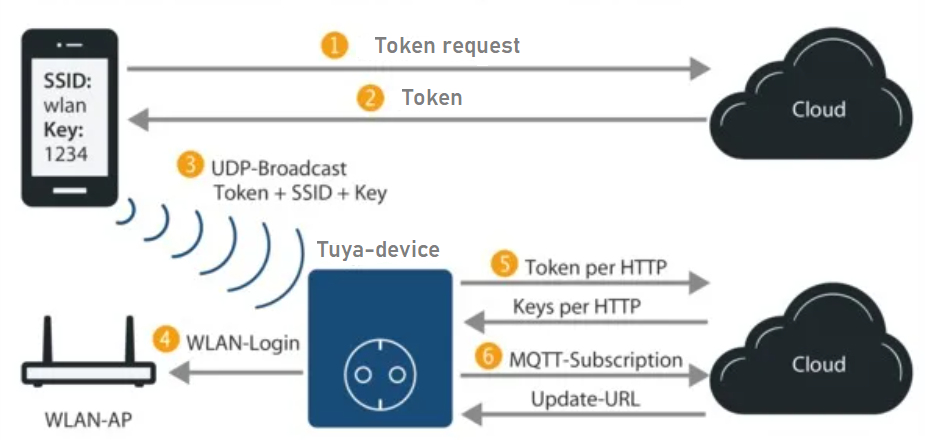 1 Token request
2 Token
SSID:
wlan
Key:
1234
Cloud
3 UDP-Broadcast
Token + SSID + Key
Tuya-device
5 Token per HTTP
Keys per HTTP
4 WLAN-Login
6 MQTT-Subscription
Update-URL
Cloud
WLAN-AP